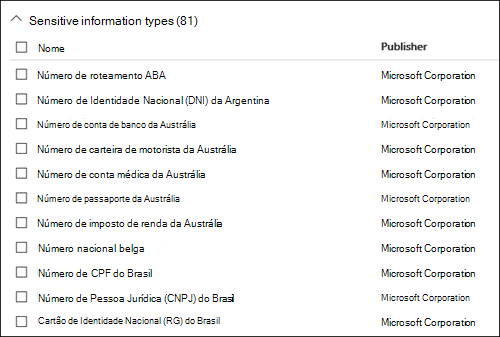 Sensitive information types (81)
Nome Publisher
Número de roteamento ABA Microsoft Corporation
Número de Identidade Nacional (DNI) da Argentina Microsoft Corporation
Número de conta de banco da Austrália Microsoft Corporation
Número de carteira de motorista da Austrália Microsoft Corporation
Número de conta médica da Austrália Microsoft Corporation
Número de passaporte da Austrália Microsoft Corporation
Número de imposto de renda da Austrália Microsoft Corporation
Número nacional belga Microsoft Corporation
Número de CPF do Brasil Microsoft Corporation
Número de Pessoa Jurídica (CNPJ) do Brasil Microsoft Corporation
Cartão de Identidade Nacional (RG) do Brasil Microsoft Corporation